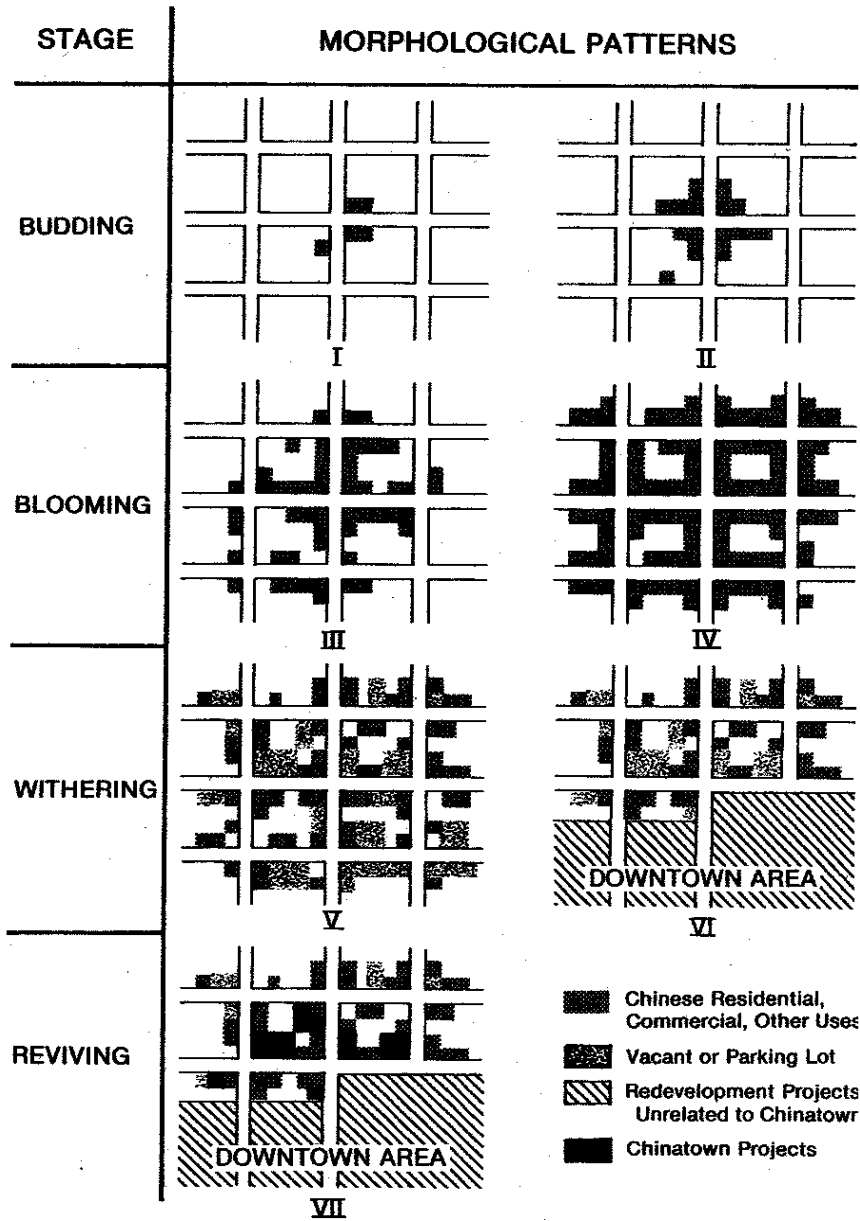 STAGE
MORPHOLOGICAL PATTERNS
BUDDING
I
II
BLOOMING
III
IV
WITHERING
V
DOWNTOWN AREA
VI
REVIVING
DOWNTOWN AREA
VII
Chinese Residential,
Commercial, Other Uses
Vacant or Parking Lot
Redevelopment Projects
Unrelated to Chinatown
Chinatown Projects